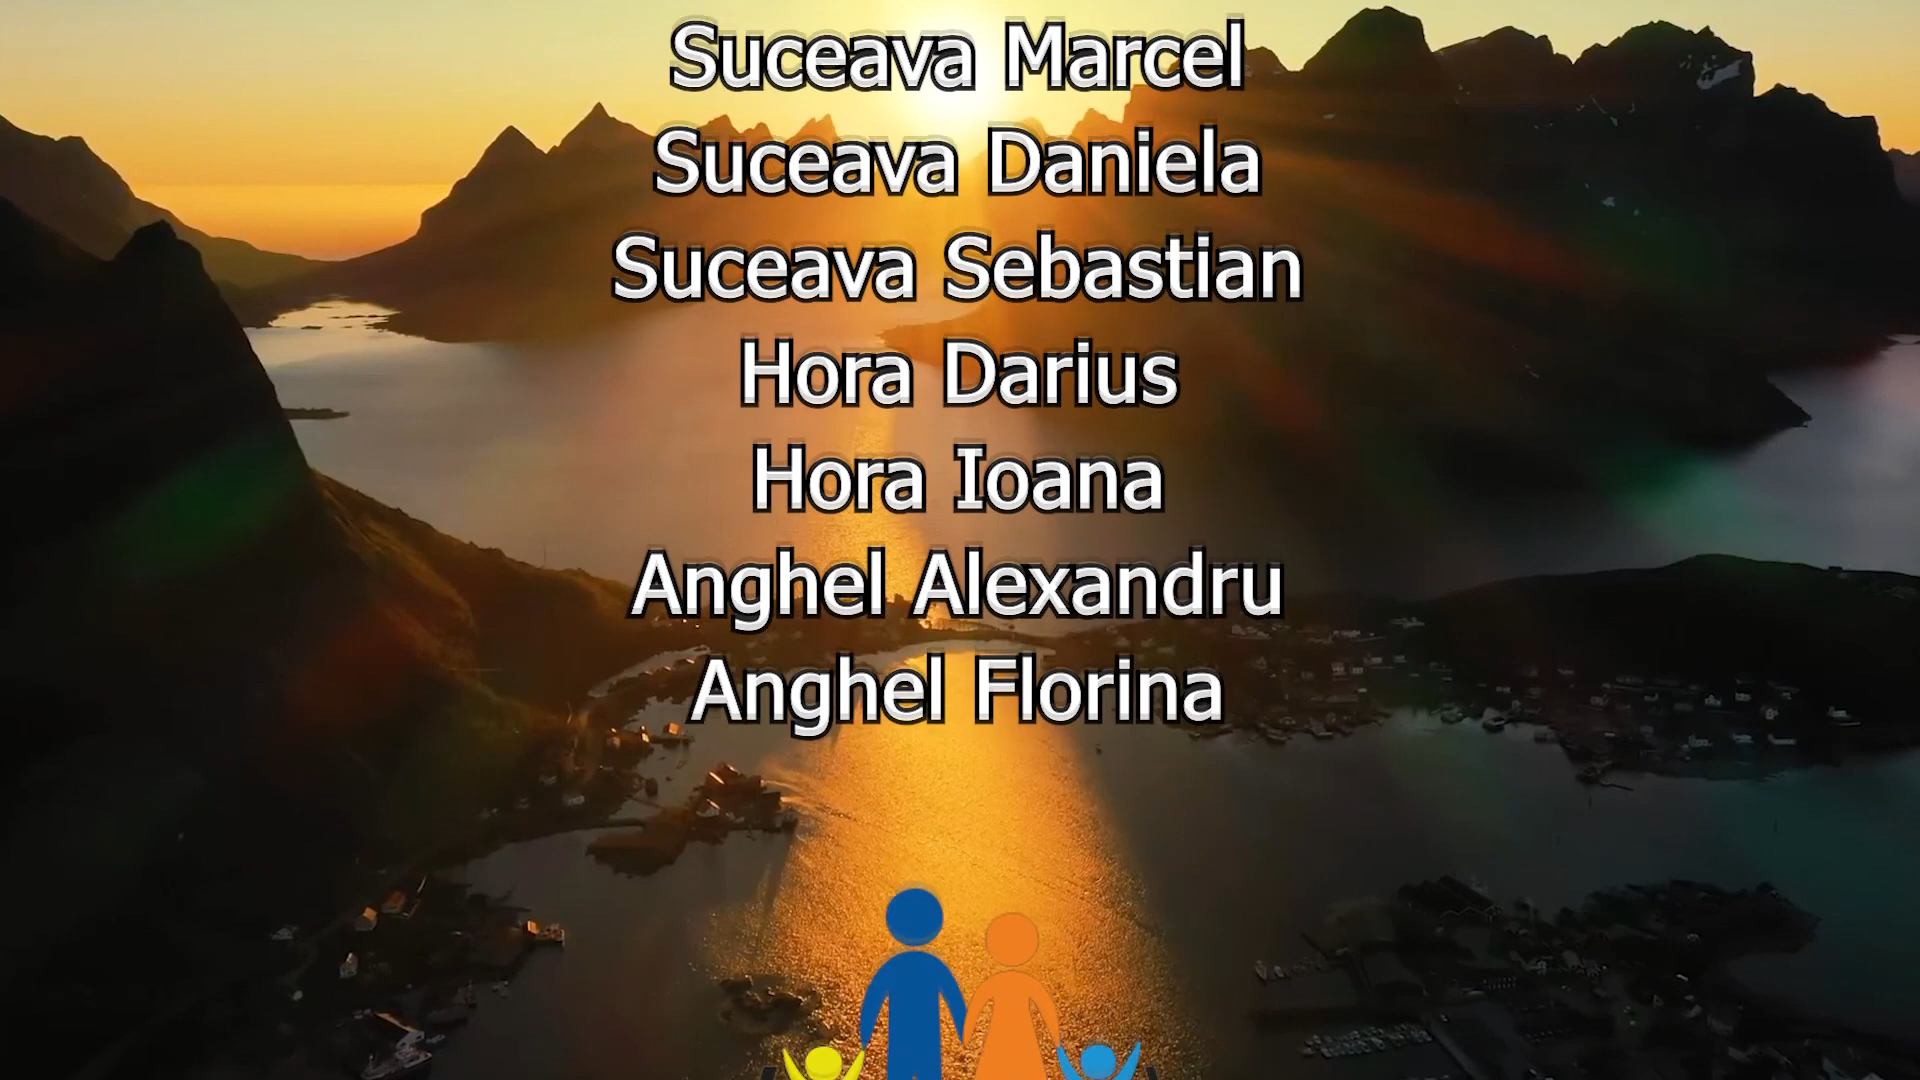 Suceava Marcel
Suceava Daniela
Suceava Sebastian
Hora Darius
Hora Ioana
Anghel Alexandru
Anghel Florina